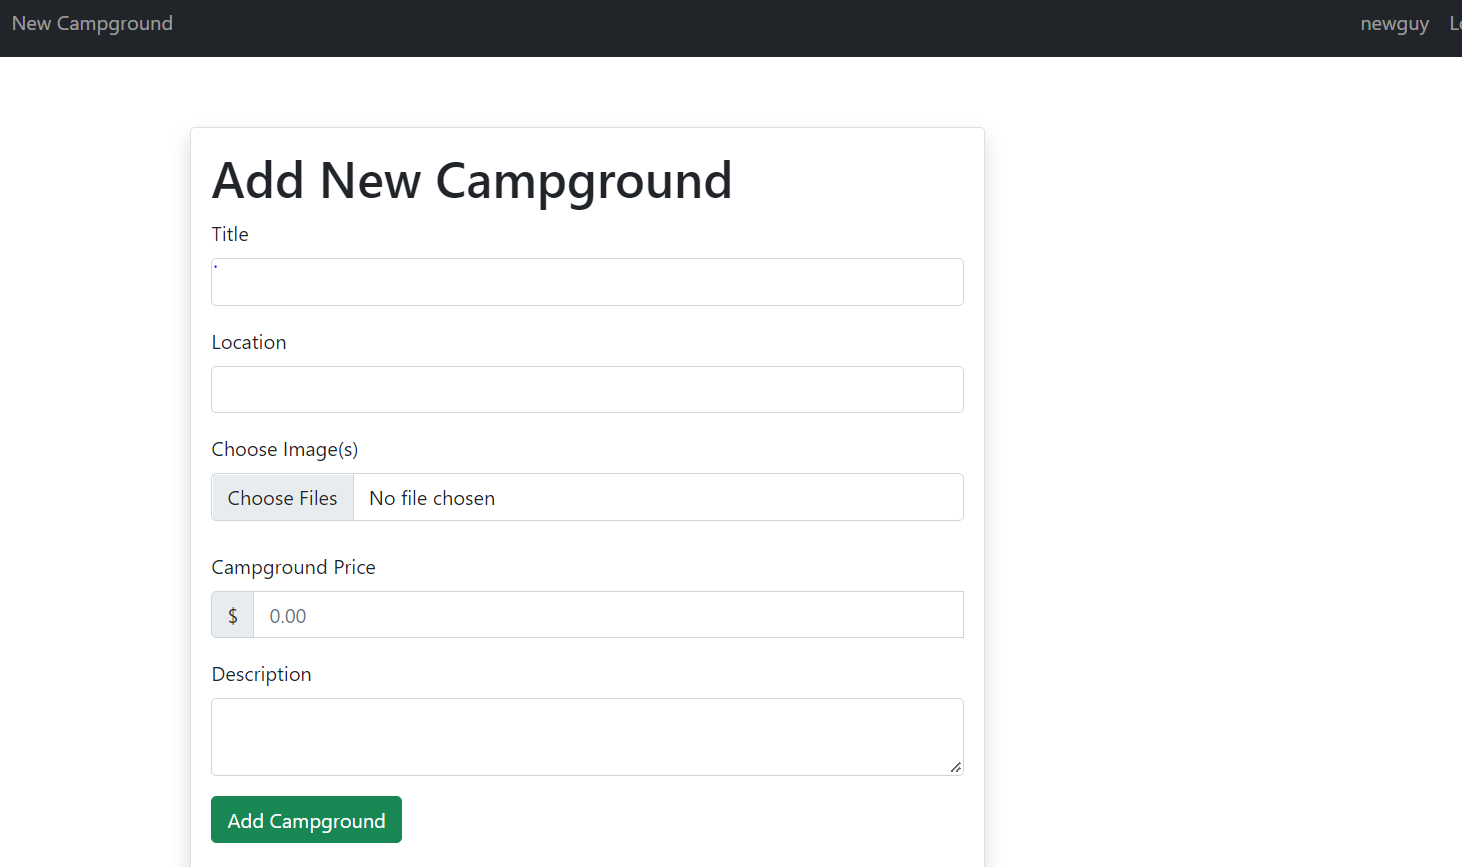 New Campground newguy
Add New Campground
Title
Location
Choose Image(s)
Choose Files No file chosen
Campground Price
$ 0.00
Description
Add Campground